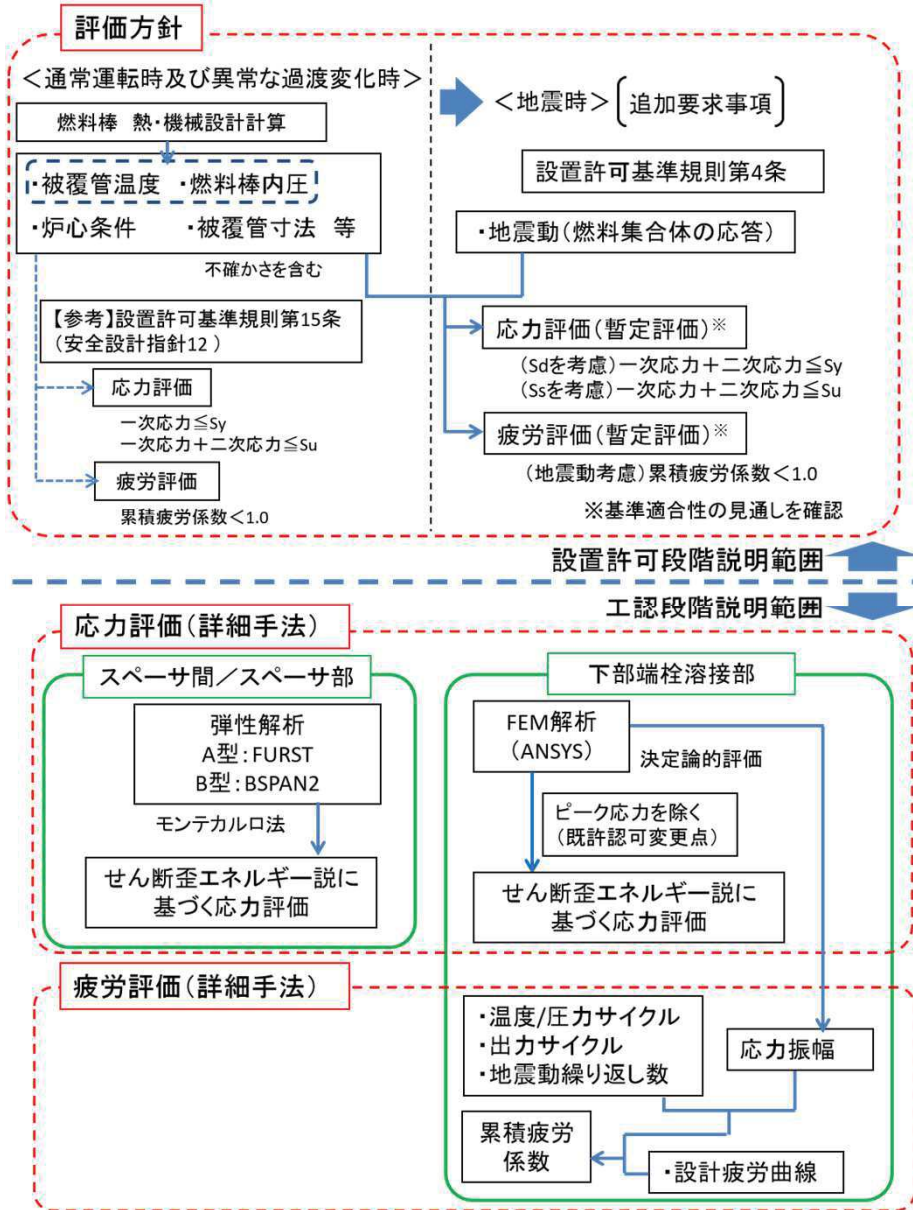 評価方針
＜通常運転時及び異常な過渡変化時＞
燃料棒 熱・機械設計計算
・被覆管温度 ・燃料棒内圧
・炉心条件 ・被覆管寸法 等
不確かさを含む
【参考】設置許可基準規則第15条
（安全設計指針12 ）
応力評価
一次応力≦Sy
一次応力＋二次応力≦Su
疲労評価
累積疲労係数＜1.0
＜地震時＞ 追加要求事項
設置許可基準規則第4条
・地震動（燃料集合体の応答）
応力評価（暫定評価）※
（Sdを考慮）一次応力＋二次応力≦Sy
（Ssを考慮）一次応力＋二次応力≦Su
疲労評価（暫定評価）※
（地震動考慮）累積疲労係数＜1.0
※基準適合性の見通しを確認
設置許可段階説明範囲
工認段階説明範囲
応力評価（詳細手法）
スペーサ間／スペーサ部
弾性解析
A型：FURST
B型：BSPAN2
モンテカルロ法
せん断歪エネルギー説に
基づく応力評価
下部端栓溶接部
FEM解析
（ANSYS）
決定論的評価
ピーク応力を除く
（既許認可変更点）
せん断歪エネルギー説に
基づく応力評価
疲労評価（詳細手法）
・温度/圧力サイクル
・出力サイクル
・地震動繰り返し数
応力振幅
累積疲労
係数
・設計疲労曲線